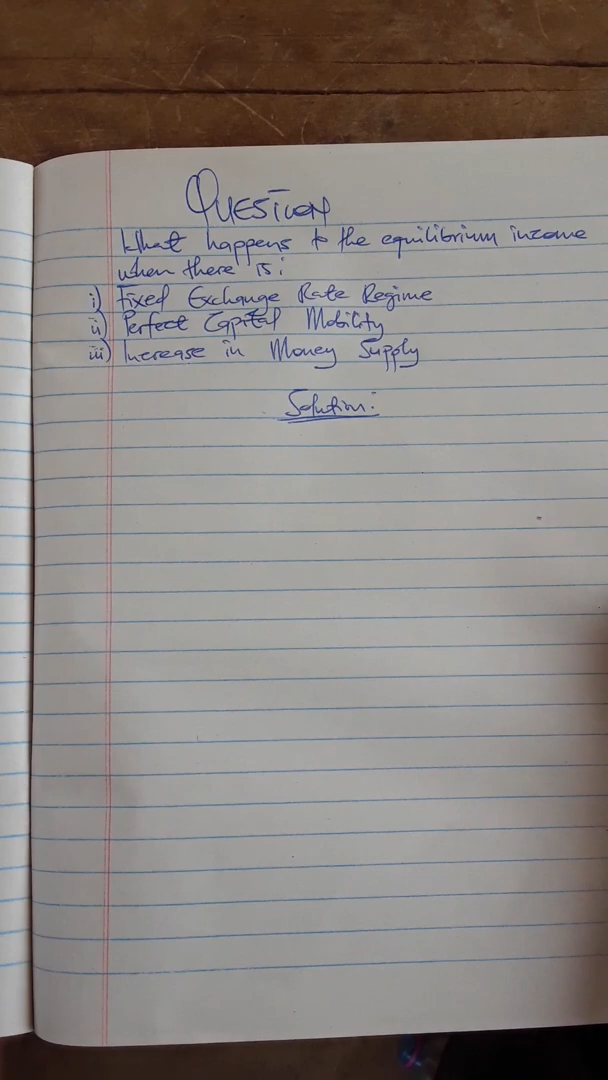 QUESTION
What happens to the equilibrium income
when there is:
i) Fixed Exchange Rate Regime
ii) Perfect Capital Mobility
iii) Increase in Money Supply
Solution: